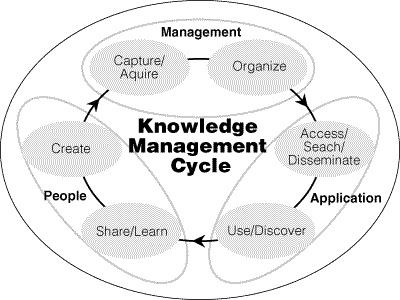 Management
Capture/
Aquire
Organize
Knowledge
Management
Cycle
Create
Access/
Seach/
Disseminate
People
Application
Share/Learn
Use/Discover